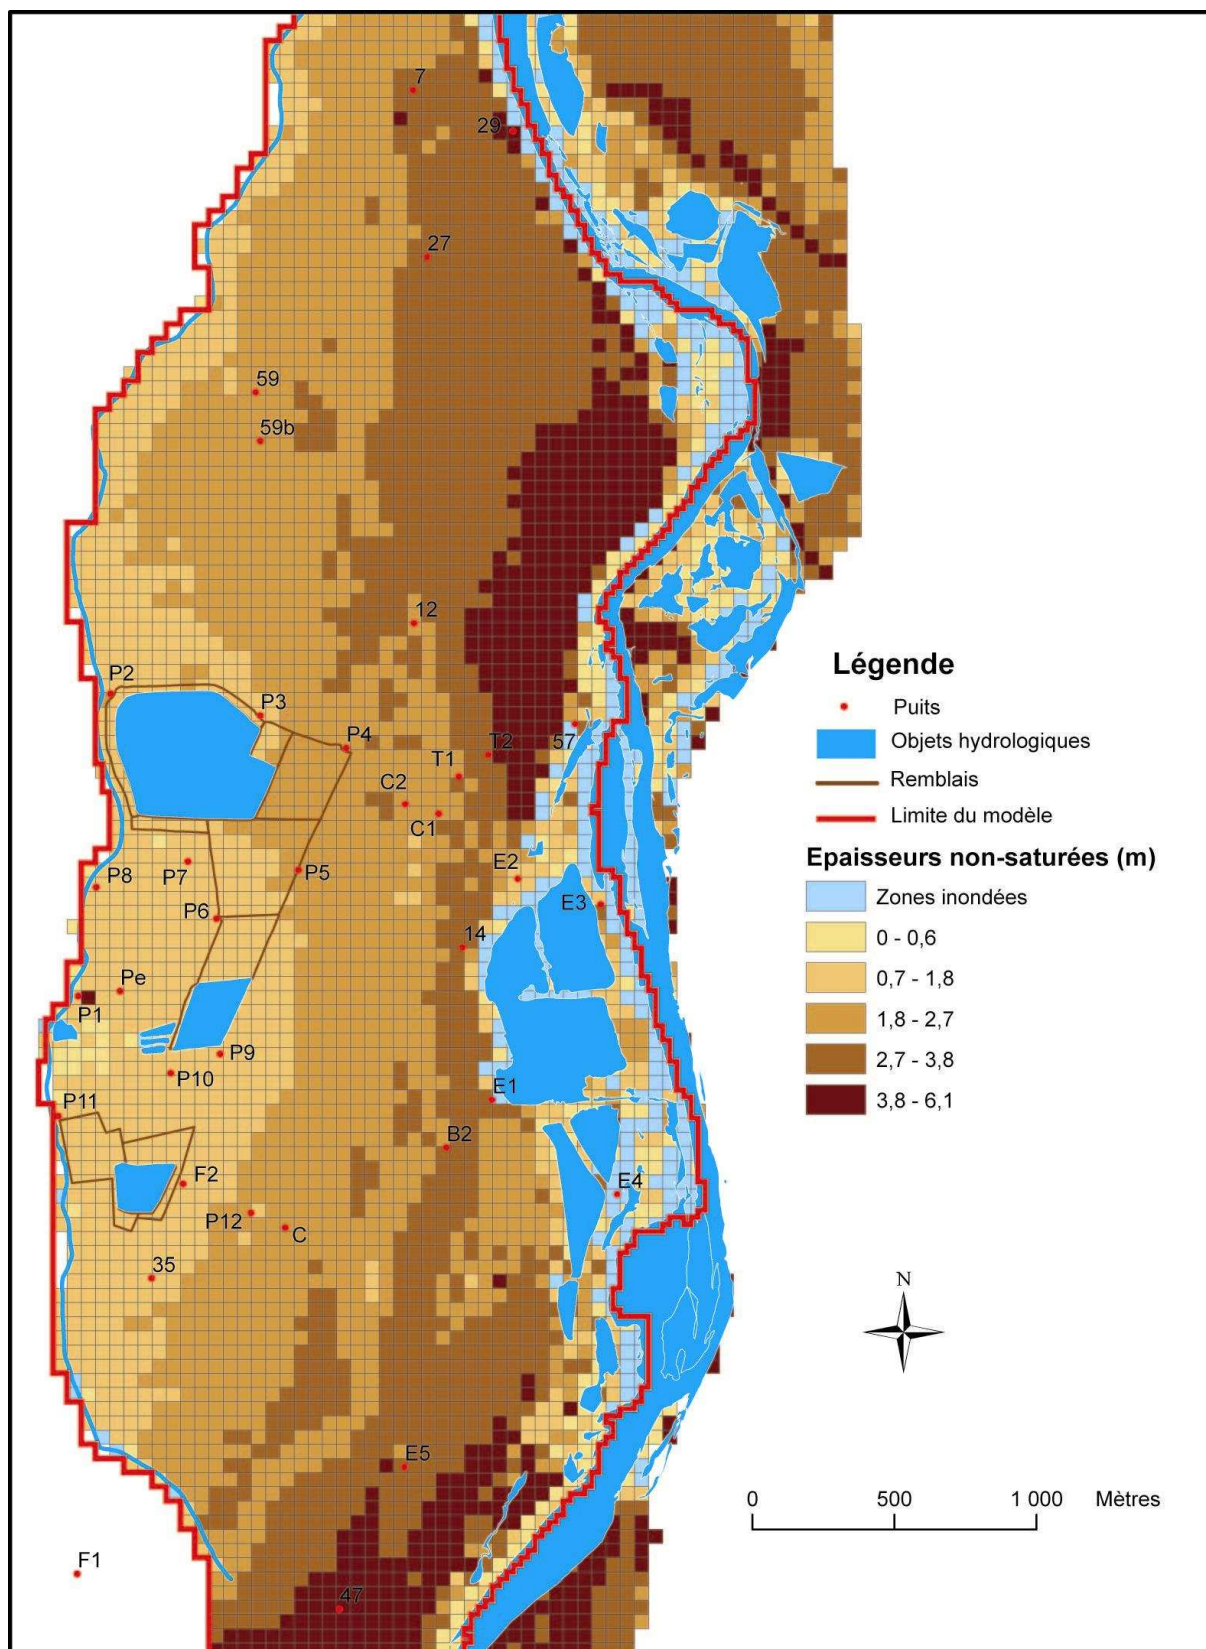 7
29
27
59
59b
12
P2
P3
P4
T2
57
T1
C2
C1
E2
P8
P7
P5
E3
P6
14
Pe
P1
P9
P10
E1
P11
B2
F2
E4
P12
C
35
E5
F1
47
Légende
Puits
Objets hydrologiques
Remblais
Limite du modèle
Epaisseurs non-saturées (m)
Zones inondées
0 - 0,6
0,7 - 1,8
1,8 - 2,7
2,7 - 3,8
3,8 - 6,1
N
0 500 1 000 Mètres